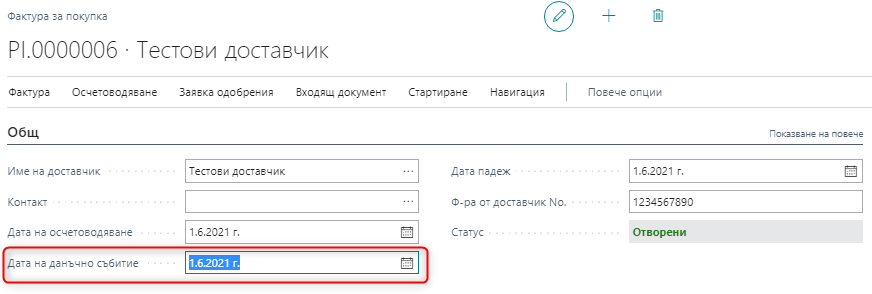 Фактура за покупка
PI.0000006 · Тестови доставчик
Фактура Осчетоводяване Заявка одобрения Входящ документ Стартиране Навигация Повече опции
Общ Показване на повече
Име на доставчик Тестови доставчик Дата падеж 1.6.2021 г.
Контакт Ф-ра от доставчик No. 1234567890
Дата на осчетоводяване 1.6.2021 г. Статус Отворени
Дата на данъчно събитие 1.6.2021 г.